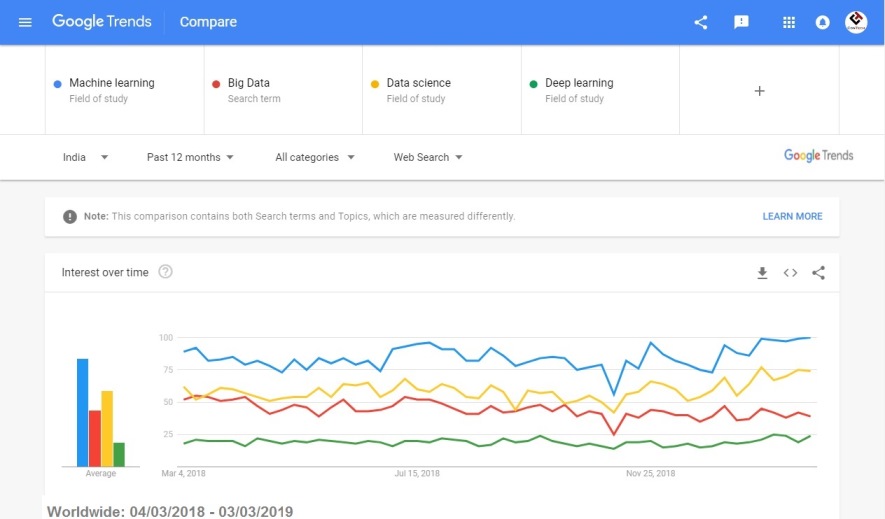 Google Trends Compare
Machine learning
Field of study
Big Data
Search term
Data science
Field of study
Deep learning
Field of study
+
India Past 12 months All categories Web Search Google Trends
Note: This comparison contains both Search terms and Topics, which are measured differently. LEARN MORE
Interest over time
100
75
50
25
Average Mar 4, 2018 Jul 15, 2018 Nov 25, 2018
Worldwide: 04/03/2018 - 03/03/2019